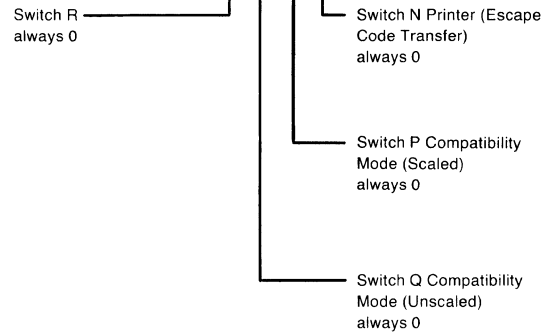 Switch R
always 0
Switch N Printer (Escape
Code Transfer)
always 0
Switch P Compatibility
Mode (Scaled)
always 0
Switch Q Compatibility
Mode (Unscaled)
always 0